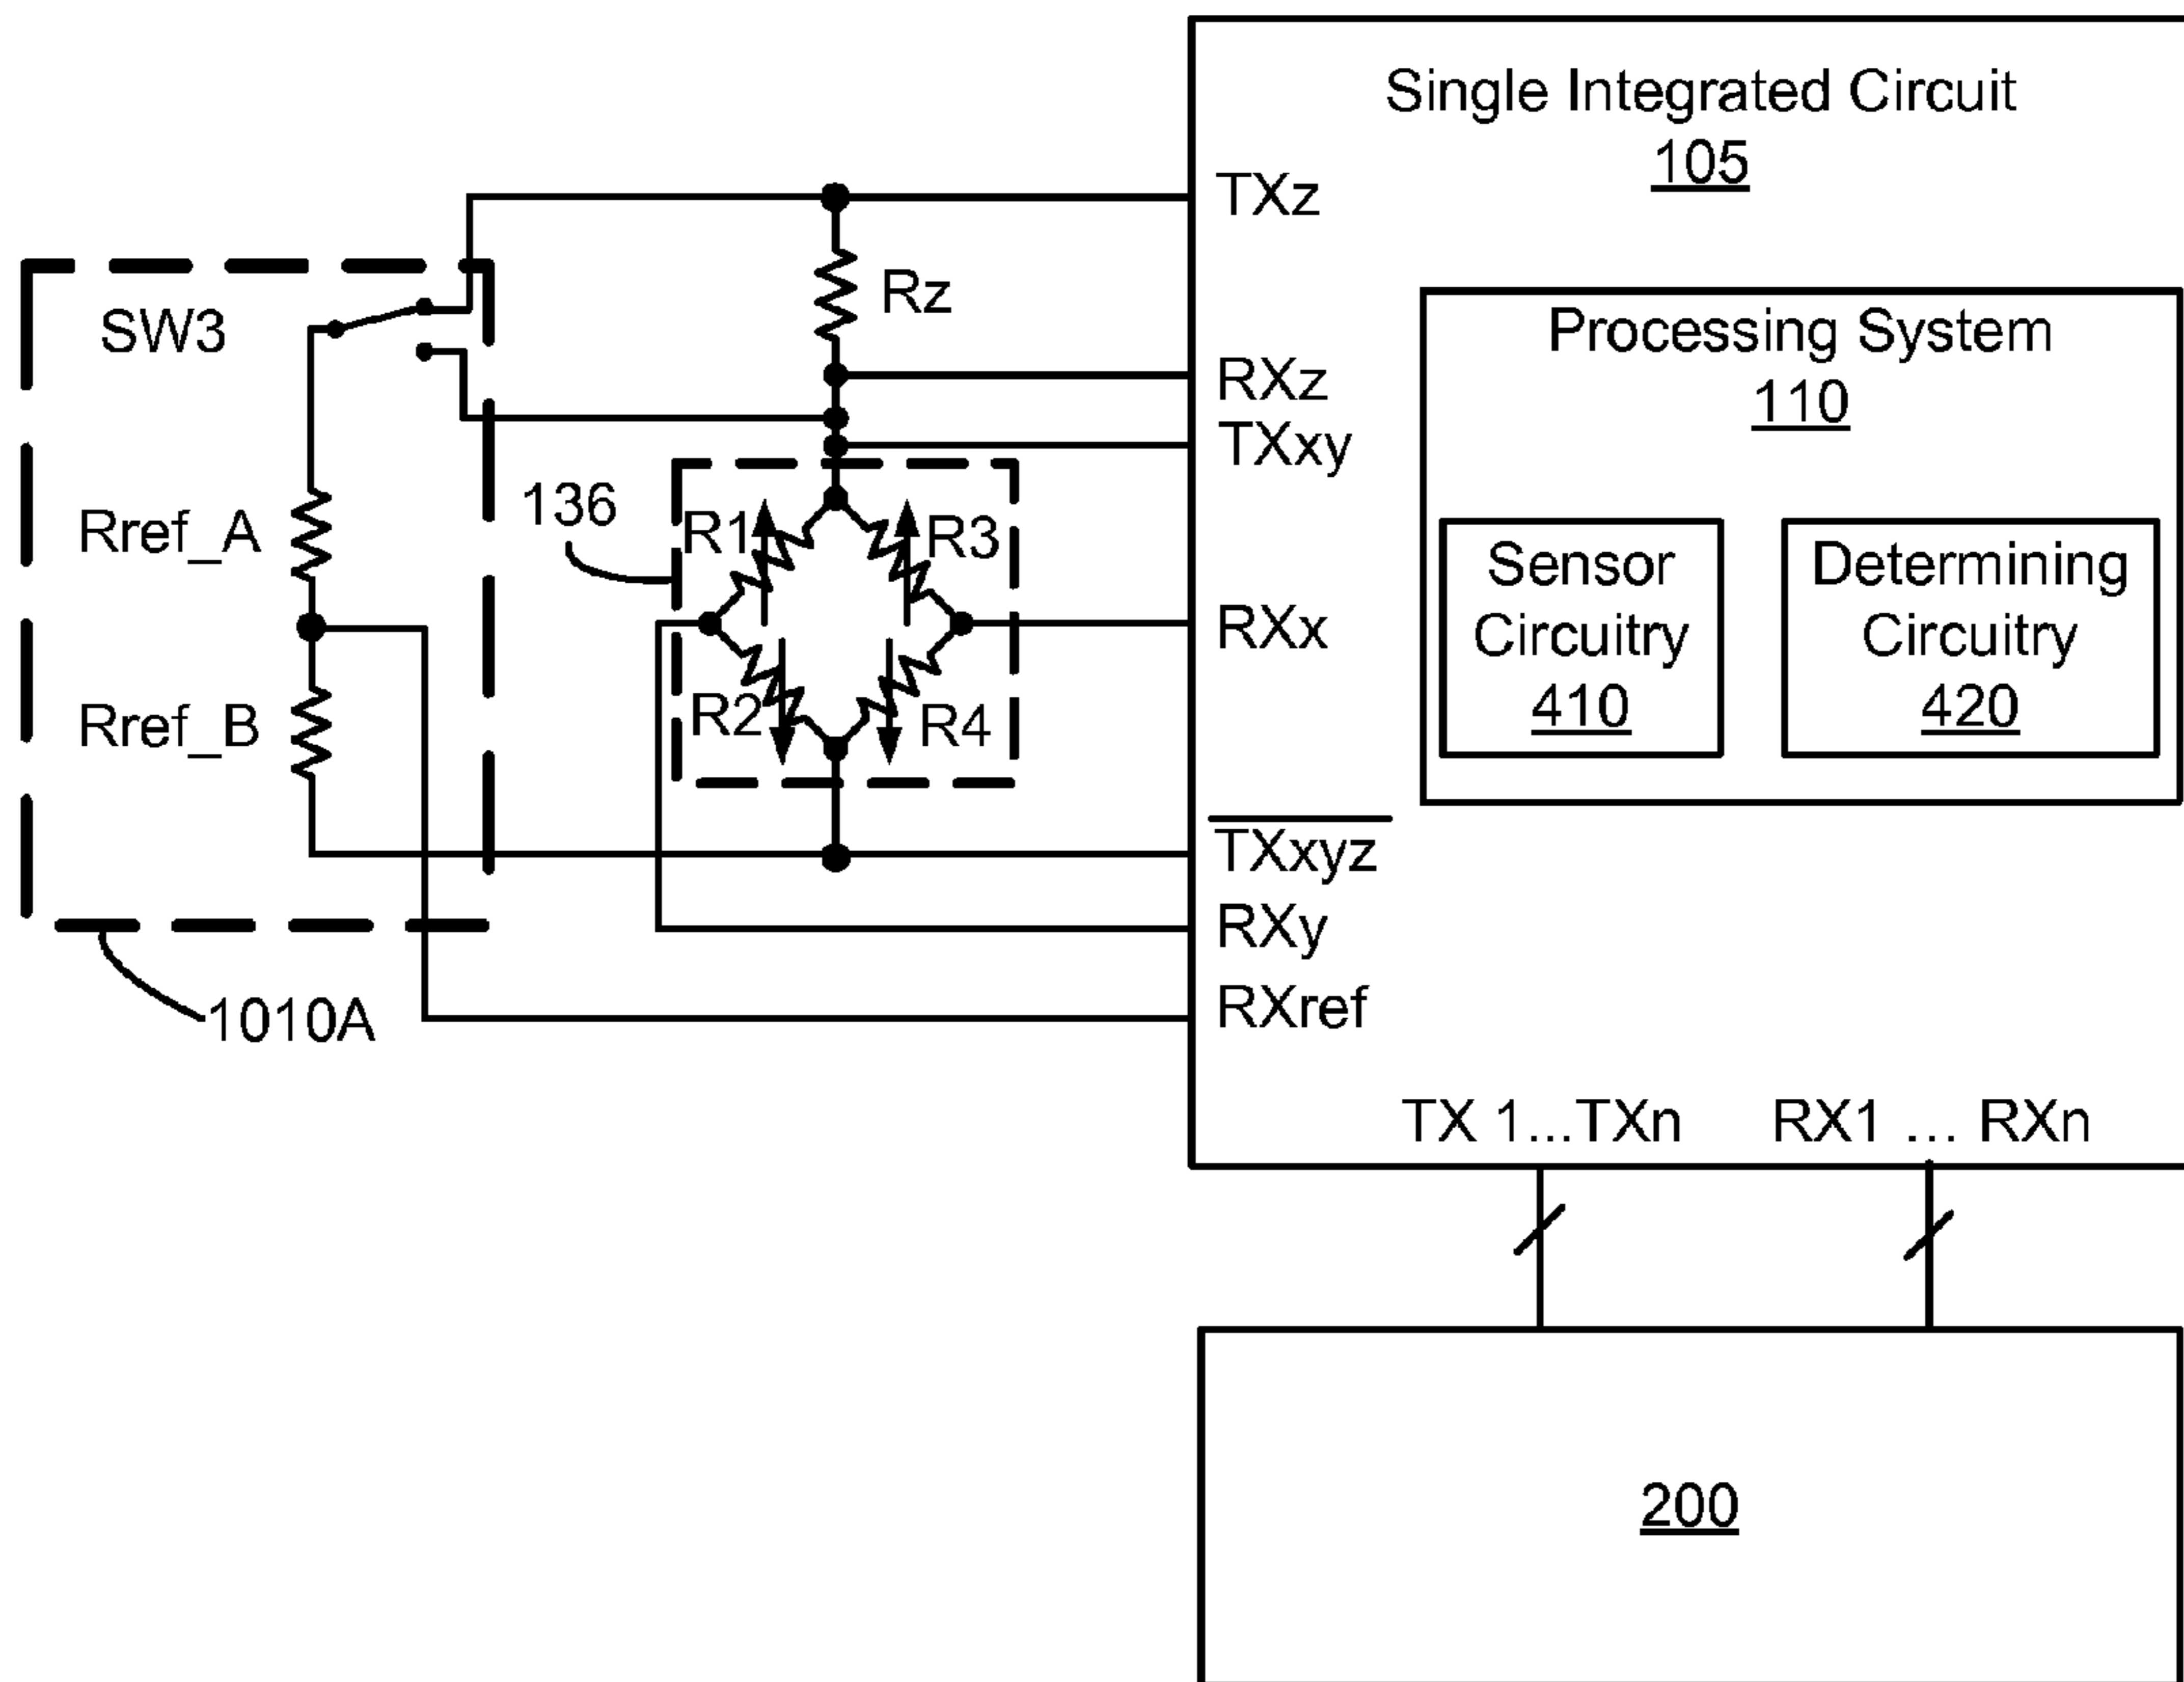 Single Integrated Circuit
105
TXz
Rz
SW3
Processing System
110
RXz
TXxy
136
R1
R3
Rref_A
Sensor
Circuitry
410
Determining
Circuitry
420
RXx
R2
R4
Rref_B
TXxyz
RXy
RXref
1010A
TX 1...TXn
RX1 ... RXn
200